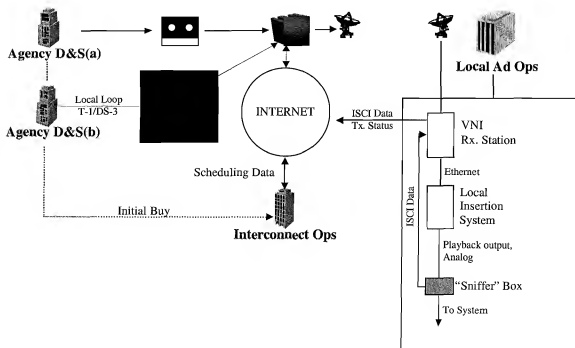 Agency D&S(a)
Local Ad Ops
Local Loop
T-1/DS-3
Agency D&S(b)
INTERNET
ISCI Data
Tx. Status
VNI
Rx. Station
Scheduling Data
Ethernet
ISCI Data
Local
Insertion
System
Initial Buy
Interconnect Ops
Playback output,
Analog
"Sniffer" Box
To System